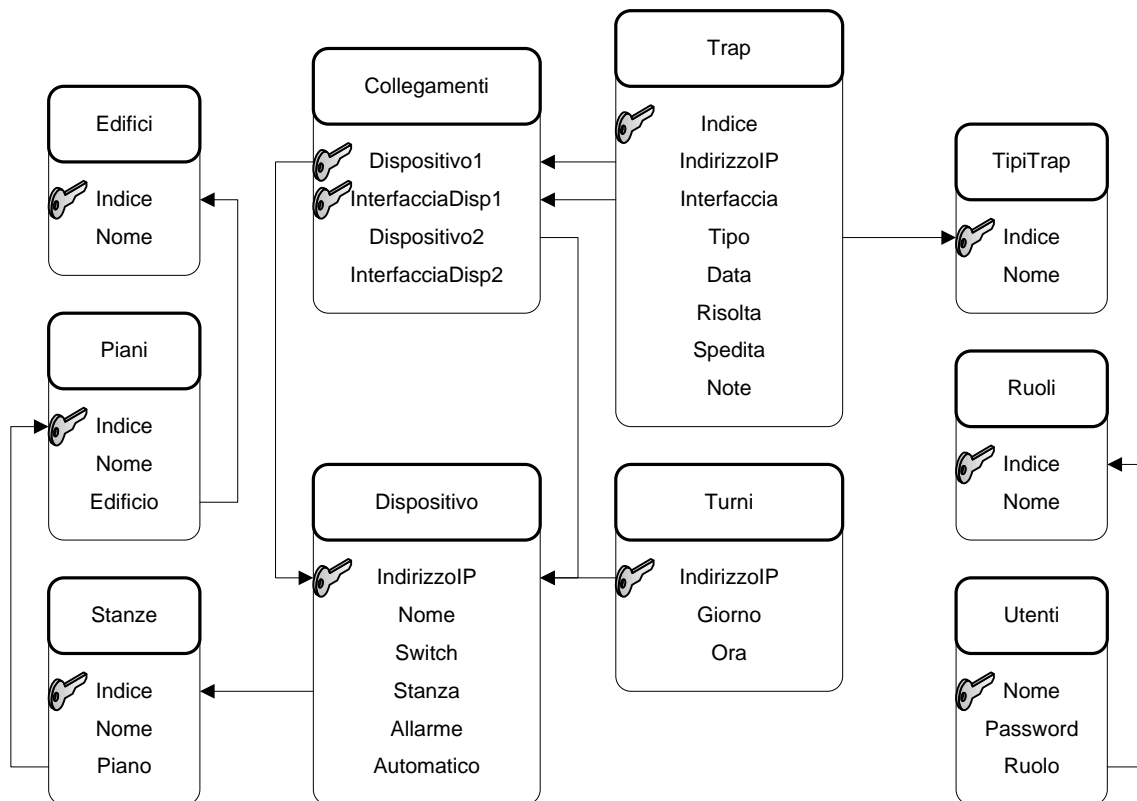 Edifici
Indice
Nome
Piani
Indice
Nome
Edificio
Stanze
Indice
Nome
Piano
Collegamenti
Dispositivo1
InterfacciaDisp1
Dispositivo2
InterfacciaDisp2
Dispositivo
IndirizzoIP
Nome
Switch
Stanza
Allarme
Automatico
Trap
Indice
IndirizzoIP
Interfaccia
Tipo
Data
Risolta
Spedita
Note
Turni
IndirizzoIP
Giorno
Ora
TipiTrap
Indice
Nome
Ruoli
Indice
Nome
Utenti
Nome
Password
Ruolo